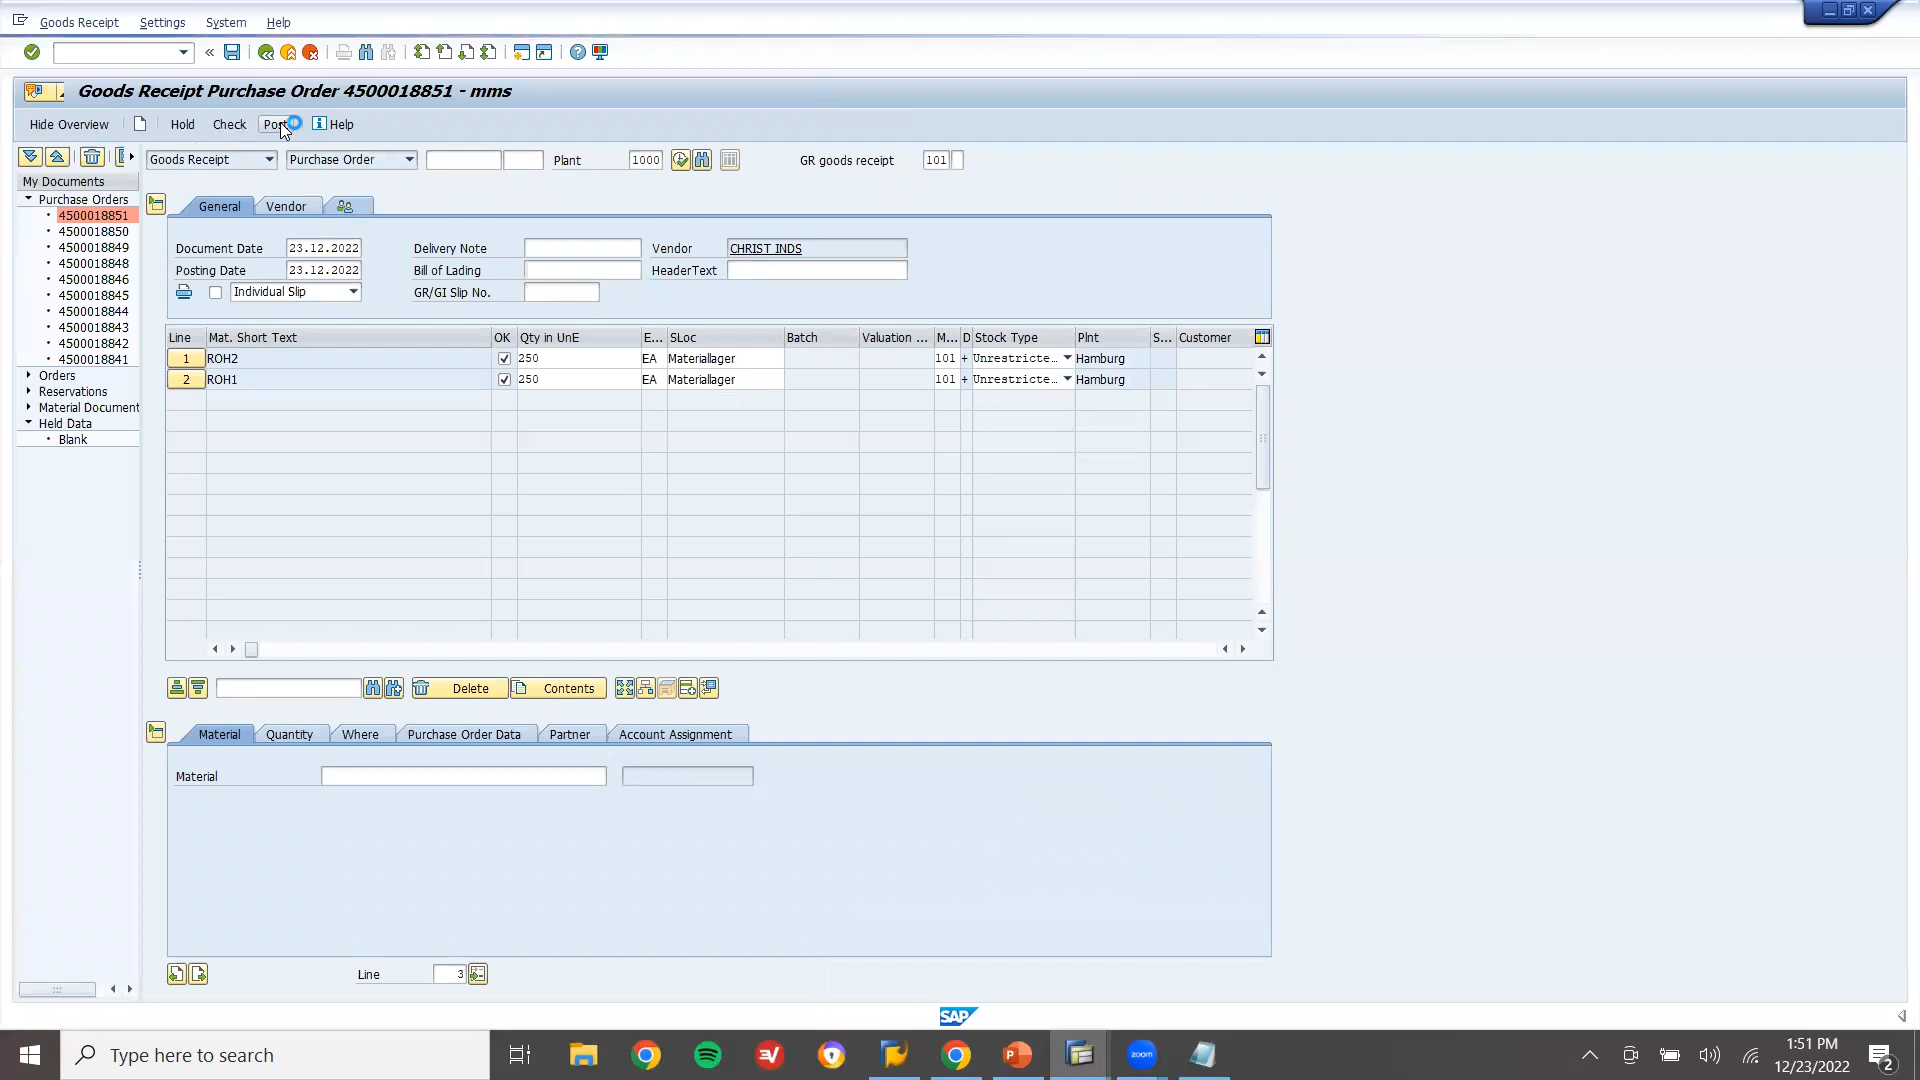 Goods Receipt Settings System Help
Goods Receipt Purchase Order 4500018851 - mms
Hide Overview Hold Check Post Help
Goods Receipt Purchase Order Plant 1000 GR goods receipt 101
My Documents
Purchase Orders
4500018851
4500018850
4500018849
4500018848
4500018846
4500018845
4500018844
4500018843
4500018842
4500018841
Orders
Reservations
Material Document
Held Data
Blank
General Vendor
Document Date 23.12.2022 Delivery Note Vendor CHRIST INDS
Posting Date 23.12.2022 Bill of Lading HeaderText
Individual Slip GR/GI Slip No.
Line Mat. Short Text OK Qty in UnE E... SLoc Batch Valuation ... M... D Stock Type Plnt S... Customer
1 ROH2 250 EA Materiallager 101 + Unrestricte... Hamburg
2 ROH1 250 EA Materiallager 101 + Unrestricte... Hamburg
Delete Contents
Material Quantity Where Purchase Order Data Partner Account Assignment
Material
Line 3
SAP
Type here to search
zoom
1:51 PM
12/23/2022
2